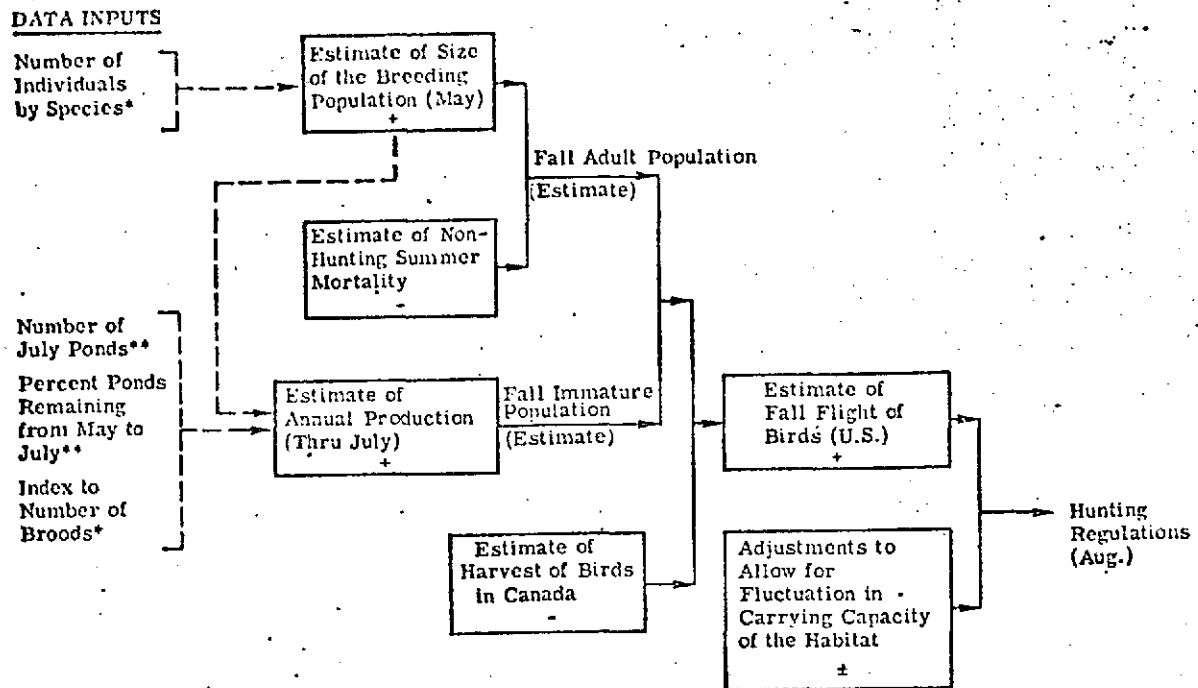 DATA INPUTS
Number of
Individuals
by Species*
Estimate of Size
of the Breeding
Population (May)
+
Fall Adult Population
(Estimate)
Estimate of Non-
Hunting Summer
Mortality
-
Number of
July Ponds**
Percent Ponds
Remaining
from May to
July**
Index to
Number of
Broods*
Estimate of
Annual Production
(Thru July)
+
Fall Immature
Population
(Estimate)
Estimate of
Fall Flight of
Birds (U.S.)
+
Estimate of
Harvest of Birds
in Canada
-
Adjustments to
Allow for
Fluctuation in
Carrying Capacity
of the Habitat
±
Hunting
Regulations
(Aug.)